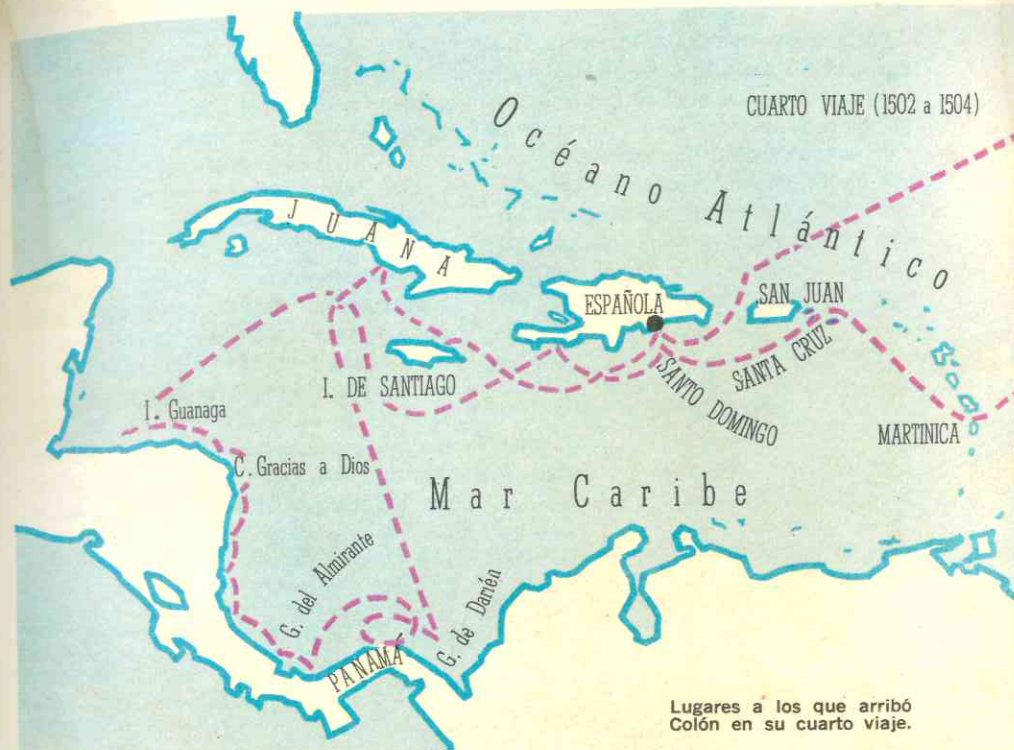 CUARTO VIAJE (1502 a 1504)
Océano Atlántico
JUANA
ESPAÑOLA
SAN JUAN
SANTA CRUZ
SANTO DOMINGO
I. DE SANTIAGO
I. Guanaga
MARTINICA
C. Gracias a Dios
Mar Caribe
G. del Almirante
G. de Darién
PANAMÁ
Lugares a los que arribó
Colón en su cuarto viaje.